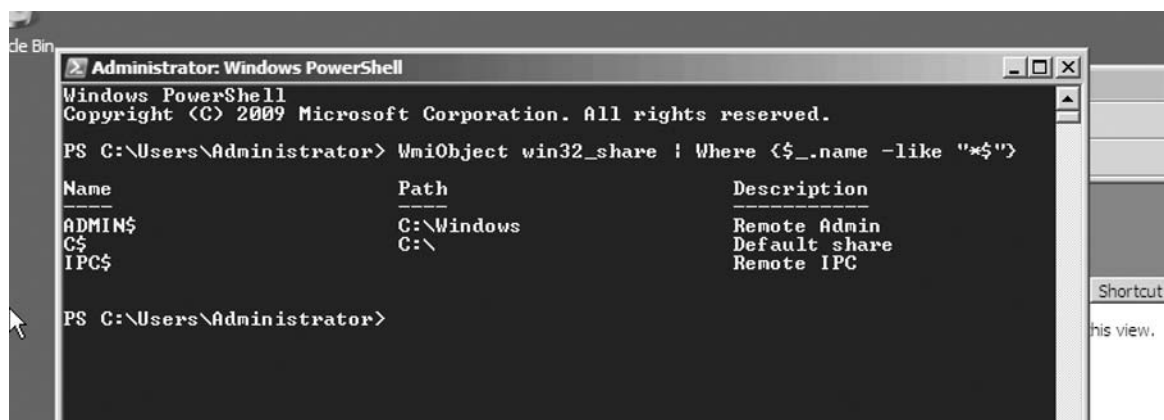 cle Bin
Administrator: Windows PowerShell
Windows PowerShell
Copyright (C) 2009 Microsoft Corporation. All rights reserved.
PS C:\Users\Administrator> WmiObject win32_share | Where {$_.name -like "*$"}
Name Path Description
---- ---- -----------
ADMIN$ C:\Windows Remote Admin
C$ C:\ Default share
IPC$ Remote IPC
PS C:\Users\Administrator>
Shortcut
his view.